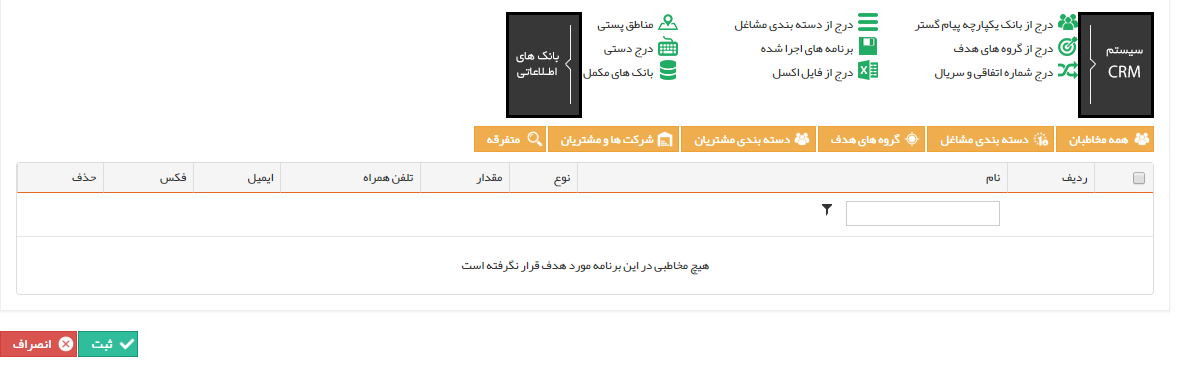 سیستم
CRM
درج از بانک یکپارچه پیام گستر
درج از گروه های هدف
درج شماره اتفاقی و سریال
درج از دسته بندی مشاغل
برنامه های اجرا شده
درج از فایل اکسل
مناطق پستی
درج دستی
بانک های مکمل
بانک های
اطلاعاتی
همه مخاطبان دسته بندی مشاغل گروه های هدف دسته بندی مشتریان شرکت ها و مشتریان متفرقه
ردیف نام نوع مقدار تلفن همراه ایمیل فکس حذف
هیچ مخاطبی در این برنامه مورد هدف قرار نگرفته است
ثبت انصراف